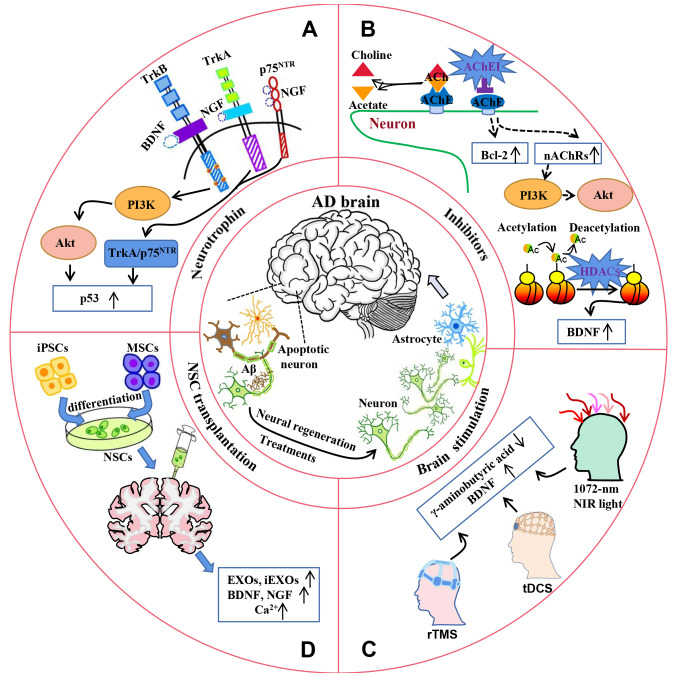 A
TrkB
TrkA
p75NTR
NGF
NGF
BDNF
PI3K
Akt
TrkA/p75NTR
p53 ↑
Neurotrophin
B
Choline
Acetate
ACh
AChE
AChEI
AChE
Neuron
Bcl-2 ↑
nAChRs ↑
PI3K
Akt
Acetylation
Deacetylation
Ac
Ac
Ac
HDACs
BDNF ↑
Inhibitors
AD brain
Apoptotic
neuron
Aβ
Astrocyte
Neuron
Neural regeneration
Treatments
NSC transplantation
Brain stimulation
iPSCs
MSCs
differentiation
NSCs
EXOs, iEXOs ↑
BDNF, NGF ↑
Ca2+ ↑
D
γ-aminobutyric acid ↓
BDNF ↑
1072-nm
NIR light
tDCS
rTMS
C